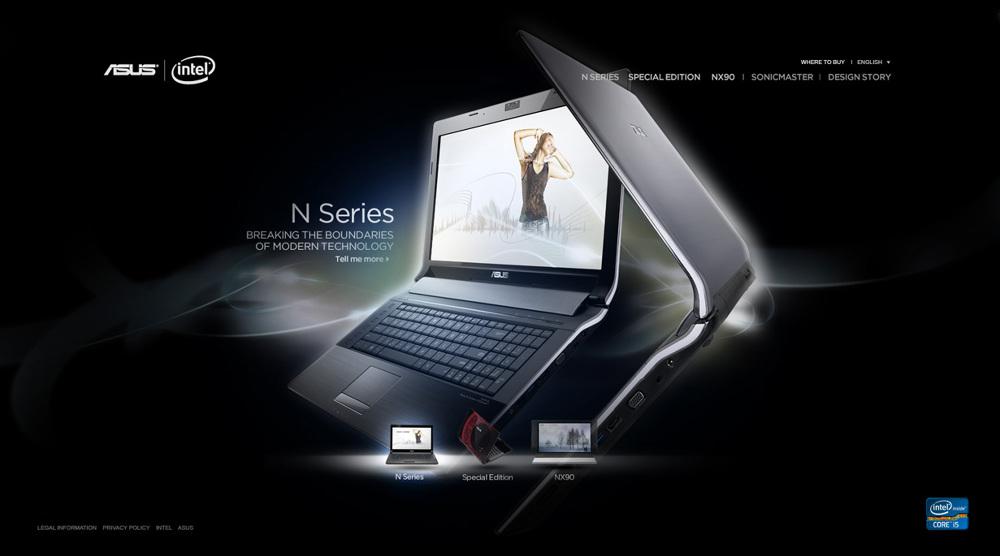 ASUS | intel
WHERE TO BUY | ENGLISH
N SERIES SPECIAL EDITION NX90 | SONICMASTER | DESIGN STORY
N Series
BREAKING THE BOUNDARIES
OF MODERN TECHNOLOGY
Tell me more
ASUS
N Series Special Edition NX90
LEGAL INFORMATION PRIVACY POLICY INTEL ASUS
intel inside
CORE i5